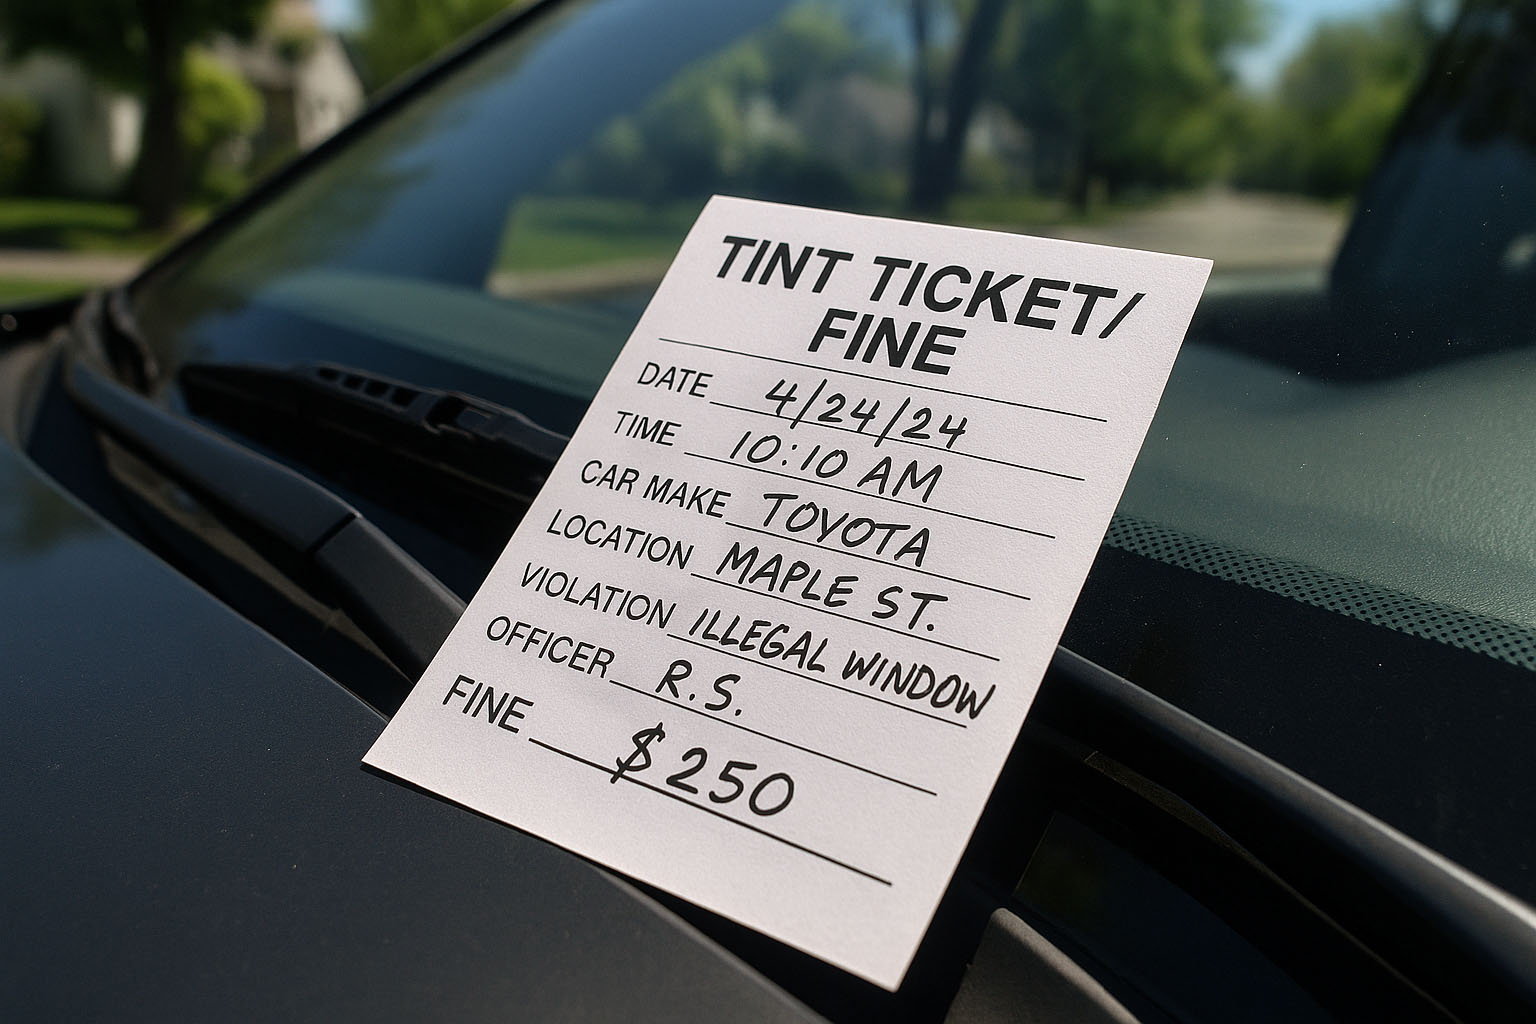 TINT TICKET/
FINE
DATE 4/24/24
TIME 10:10 AM
CAR MAKE TOYOTA
LOCATION MAPLE ST.
VIOLATION ILLEGAL WINDOW
OFFICER R.S.
FINE $250